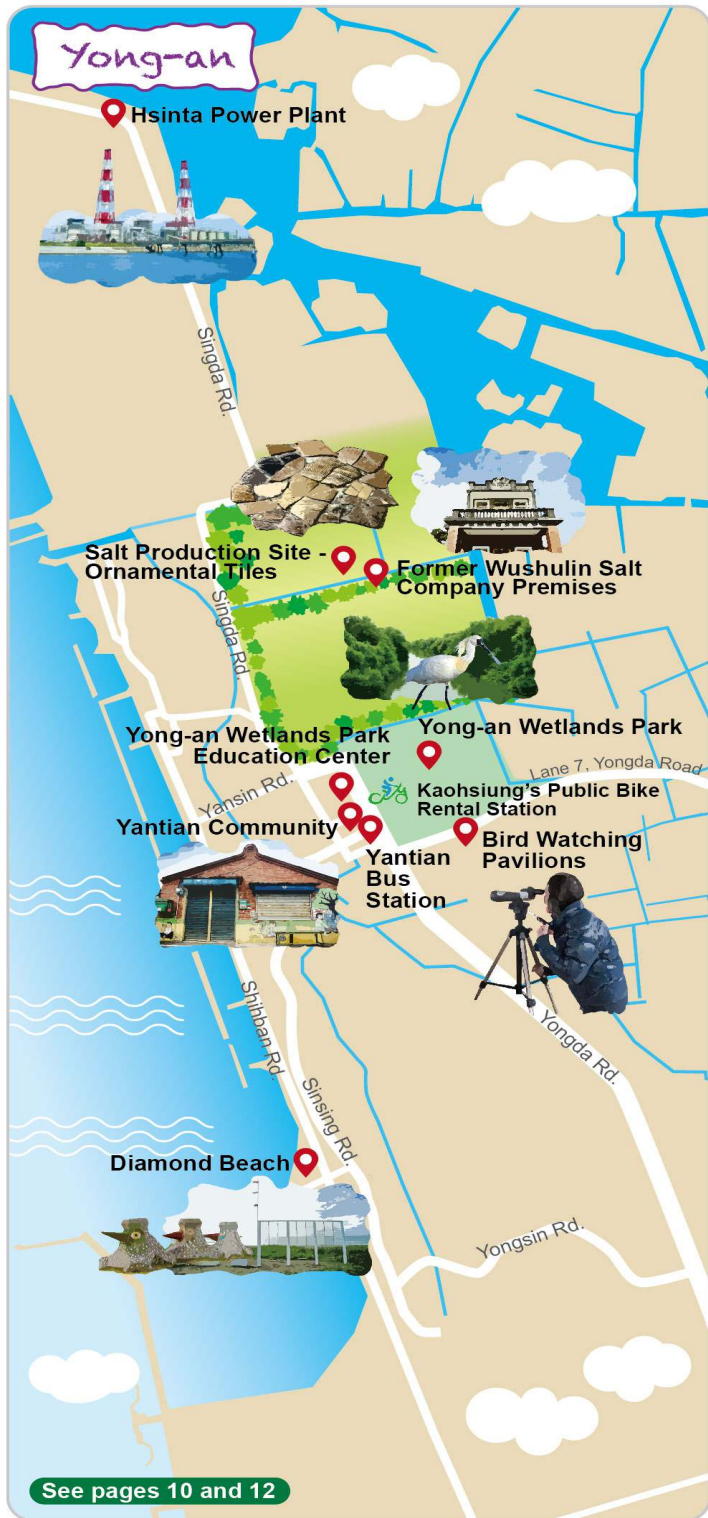 Yong-an
Hsinta Power Plant
Singda Rd.
Salt Production Site -
Ornamental Tiles
Former Wushulin Salt
Company Premises
Singda Rd.
Yong-an Wetlands Park
Education Center
Yong-an Wetlands Park
Lane 7, Yongda Road
Yansin Rd.
Kaohsiung's Public Bike
Rental Station
Yantian Community
Yantian
Bus
Station
Bird Watching
Pavilions
Shihban Rd.
Sinsing Rd.
Yongda Rd.
Diamond Beach
Yongsin Rd.
See pages 10 and 12